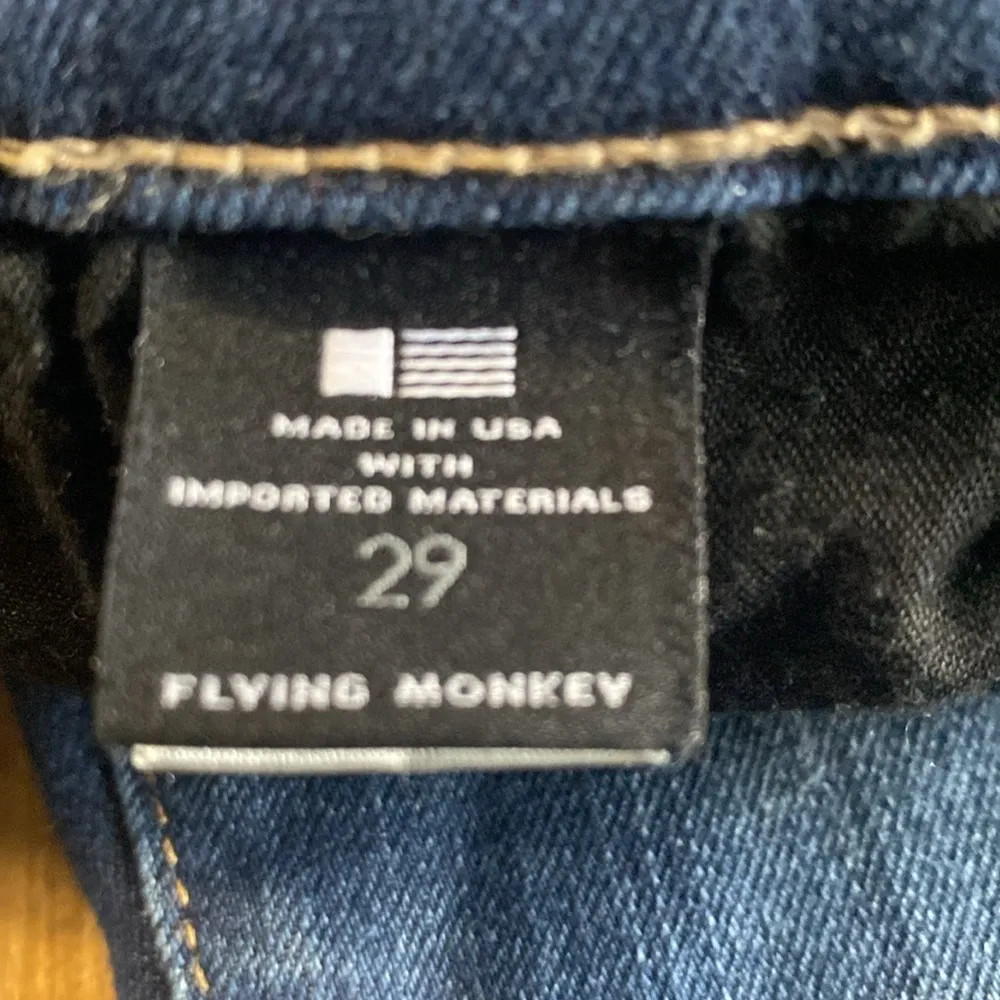 MADE IN USA
WITH
IMPORTED MATERIALS
29
FLYING MONKEY